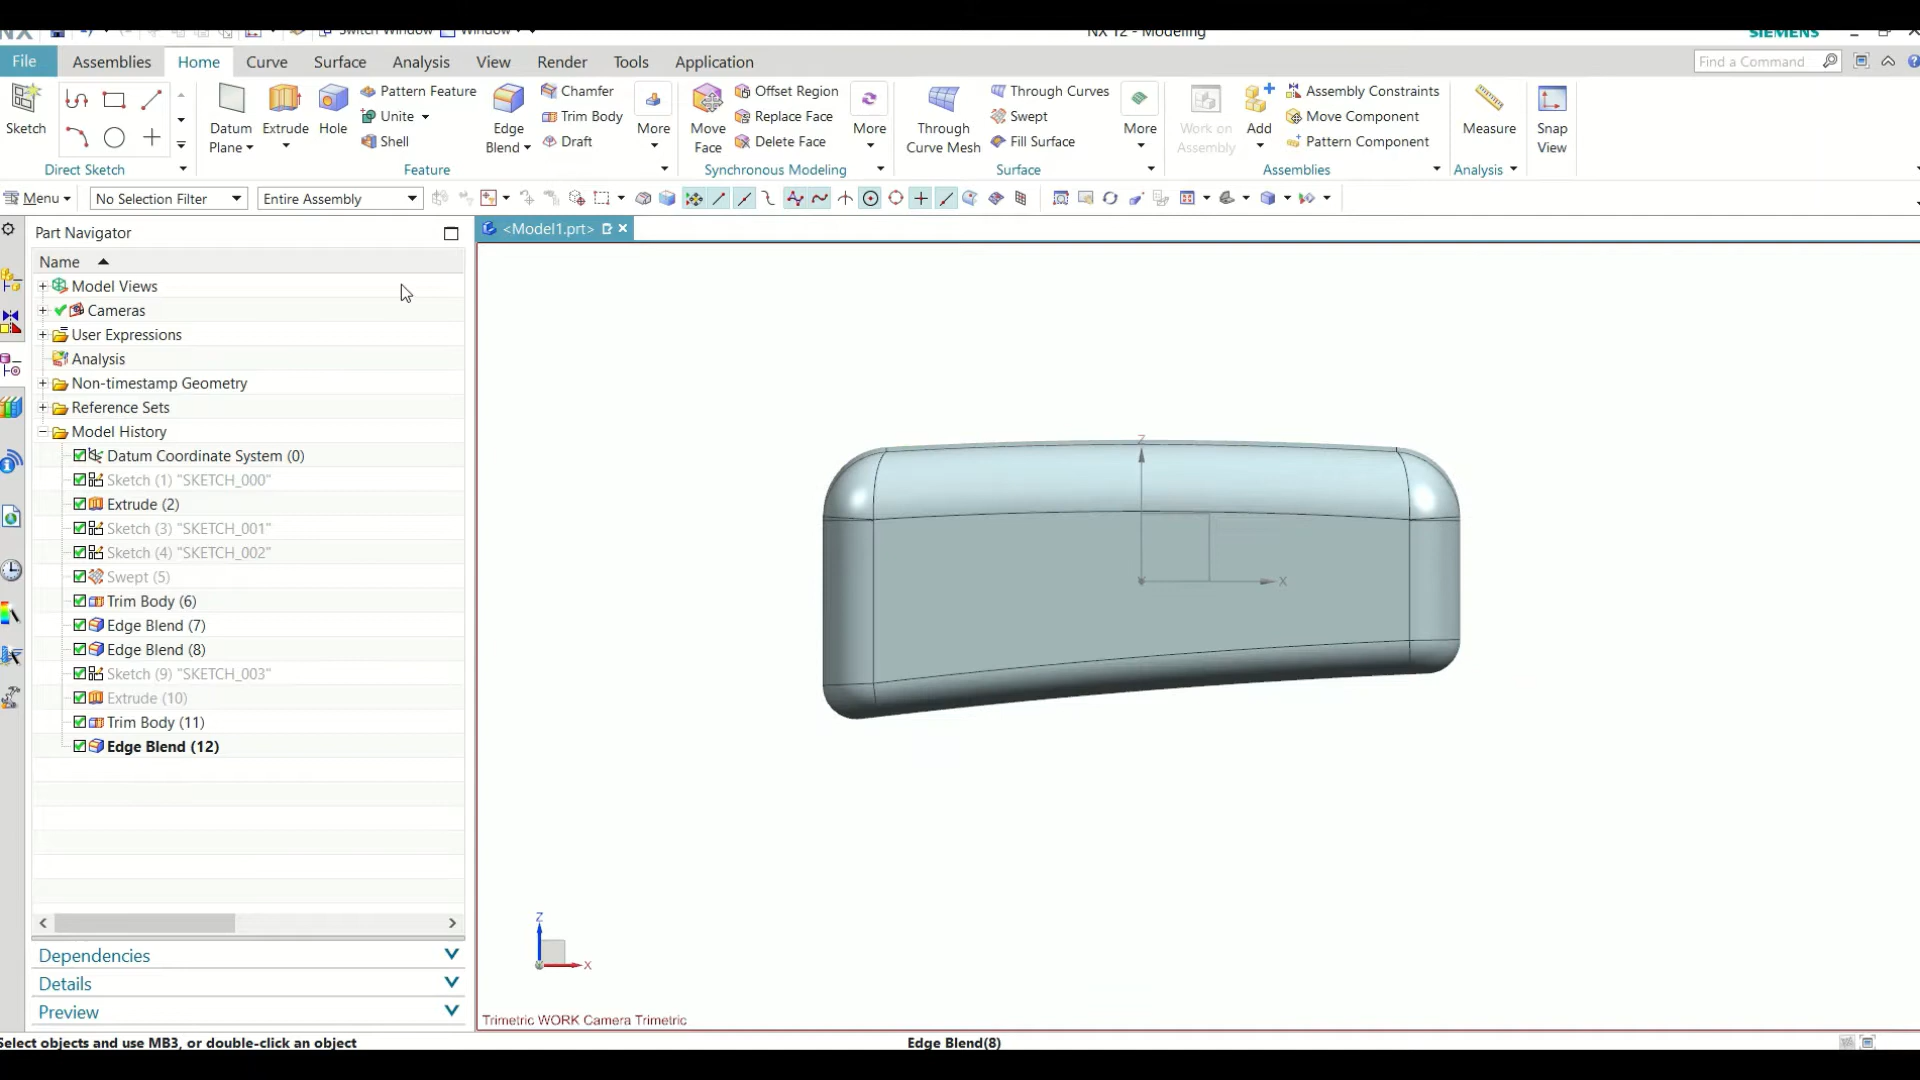 NX Switch Window Window NX 12 - Modeling SIEMENS
File Assemblies Home Curve Surface Analysis View Render Tools Application Find a Command
Sketch Datum Plane Extrude Hole Pattern Feature Unite Shell Edge Blend Chamfer Trim Body Draft More Move Face Offset Region Replace Face Delete Face More Through Curve Mesh Through Curves Swept Fill Surface More Work on Assembly Add Assembly Constraints Move Component Pattern Component Measure Snap View
Direct Sketch Feature Synchronous Modeling Surface Assemblies Analysis
Menu No Selection Filter Entire Assembly
Part Navigator <Model1.prt>
Name
Model Views
Cameras
User Expressions
Analysis
Non-timestamp Geometry
Reference Sets
Model History
Datum Coordinate System (0)
Sketch (1) "SKETCH_000"
Extrude (2)
Sketch (3) "SKETCH_001"
Sketch (4) "SKETCH_002"
Swept (5)
Trim Body (6)
Edge Blend (7)
Edge Blend (8)
Sketch (9) "SKETCH_003"
Extrude (10)
Trim Body (11)
Edge Blend (12)
Dependencies
Details
Preview
Z
X
Z
X
Trimetric WORK Camera Trimetric
Select objects and use MB3, or double-click an object Edge Blend(8)